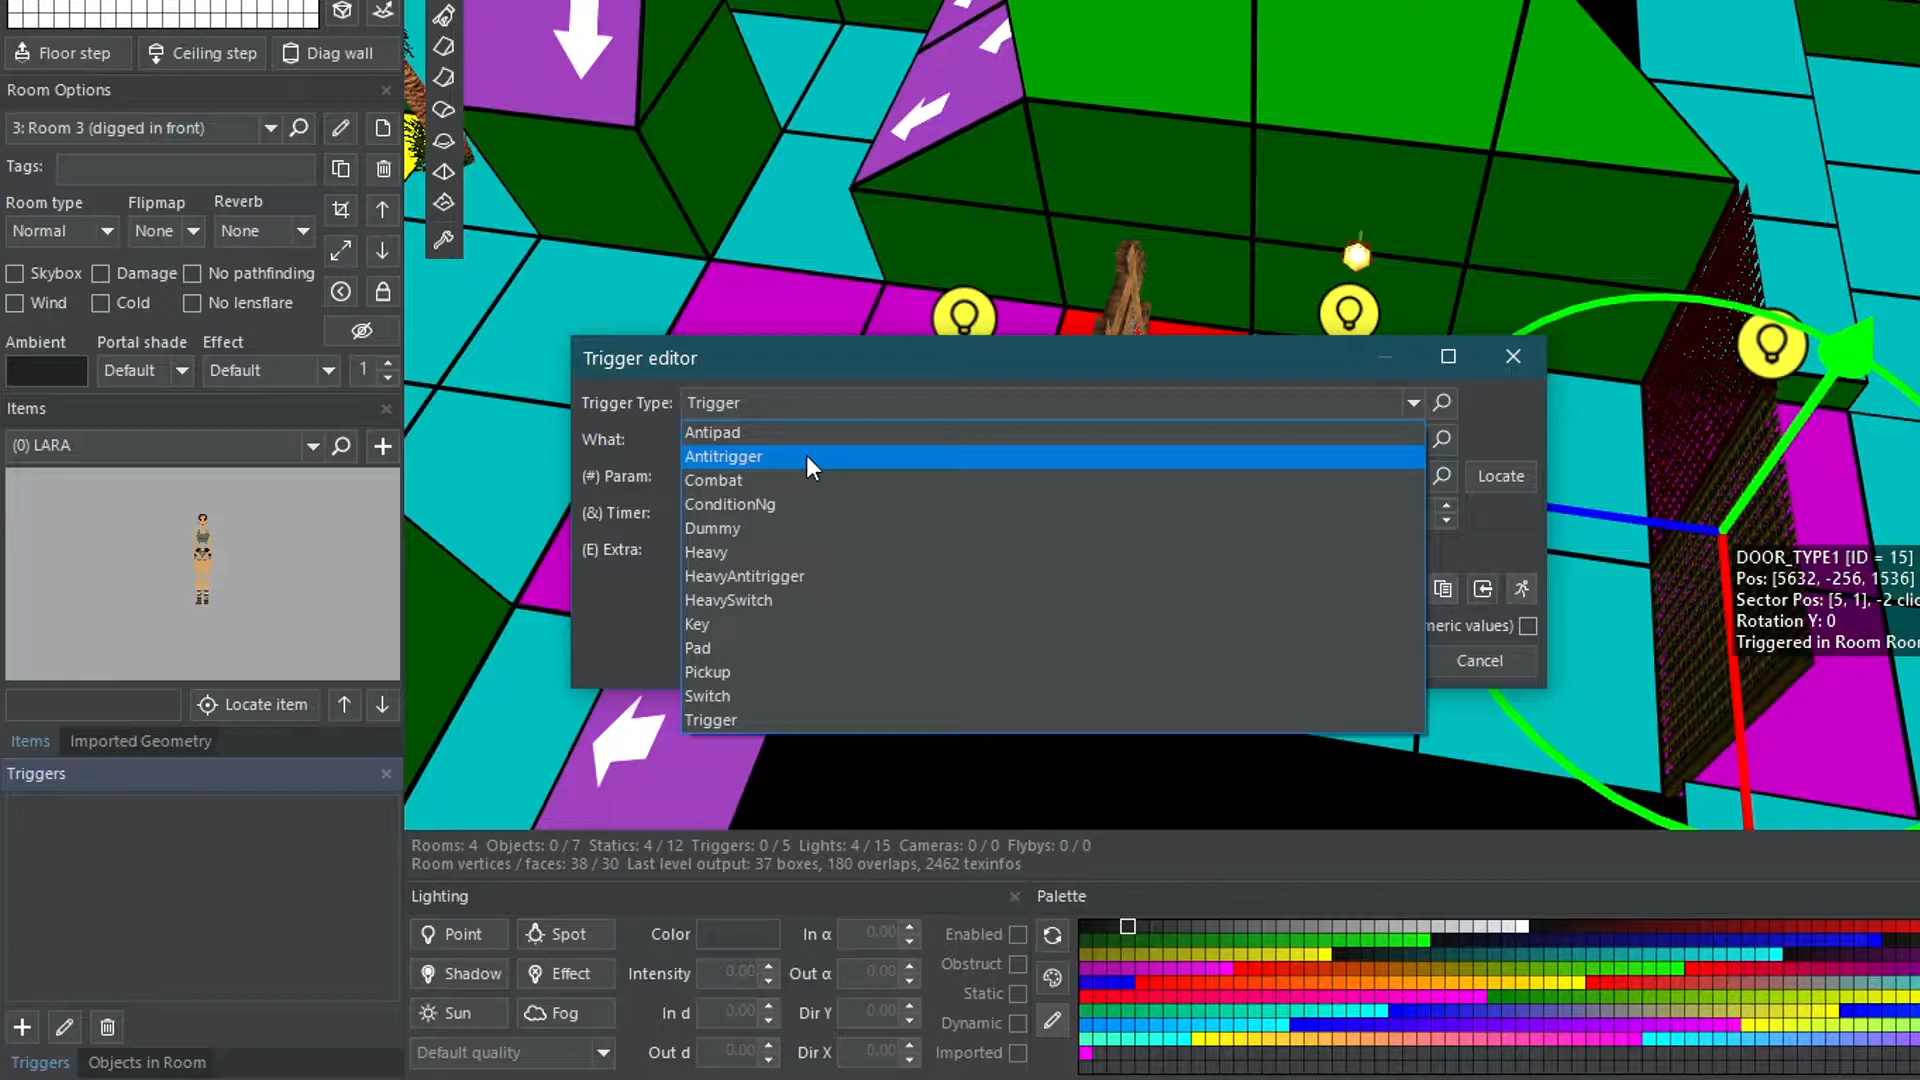 Floor step
Ceiling step
Diag wall
Room Options
3: Room 3 (digged in front)
Tags:
Room type
Flipmap
Reverb
Normal
None
None
Skybox
Damage
No pathfinding
Wind
Cold
No lensflare
Ambient
Portal shade
Effect
Default
Default
1
Items
(0) LARA
Locate item
Items
Imported Geometry
Triggers
Triggers
Objects in Room
Trigger editor
Trigger Type:
Trigger
What:
(#) Param:
(&) Timer:
(E) Extra:
Antipad
Antitrigger
Combat
ConditionNg
Dummy
Heavy
HeavyAntitrigger
HeavySwitch
Key
Pad
Pickup
Switch
Trigger
Locate
neric values)
Cancel
DOOR_TYPE1 [ID = 15]
Pos: [5632, -256, 1536]
Sector Pos: [5, 1], -2 clic
Rotation Y: 0
Triggered in Room Roo
Rooms: 4 Objects: 0 / 7 Statics: 4 / 12 Triggers: 0 / 5 Lights: 4 / 15 Cameras: 0 / 0 Flybys: 0 / 0
Room vertices / faces: 38 / 30 Last level output: 37 boxes, 180 overlaps, 2462 texinfos
Lighting
Palette
Point
Spot
Color
In α
0.00
Enabled
Obstruct
Shadow
Effect
Intensity
0.00
Out α
0.00
Static
Sun
Fog
In d
0.00
Dir Y
0.00
Dynamic
Default quality
Out d
0.00
Dir X
0.00
Imported